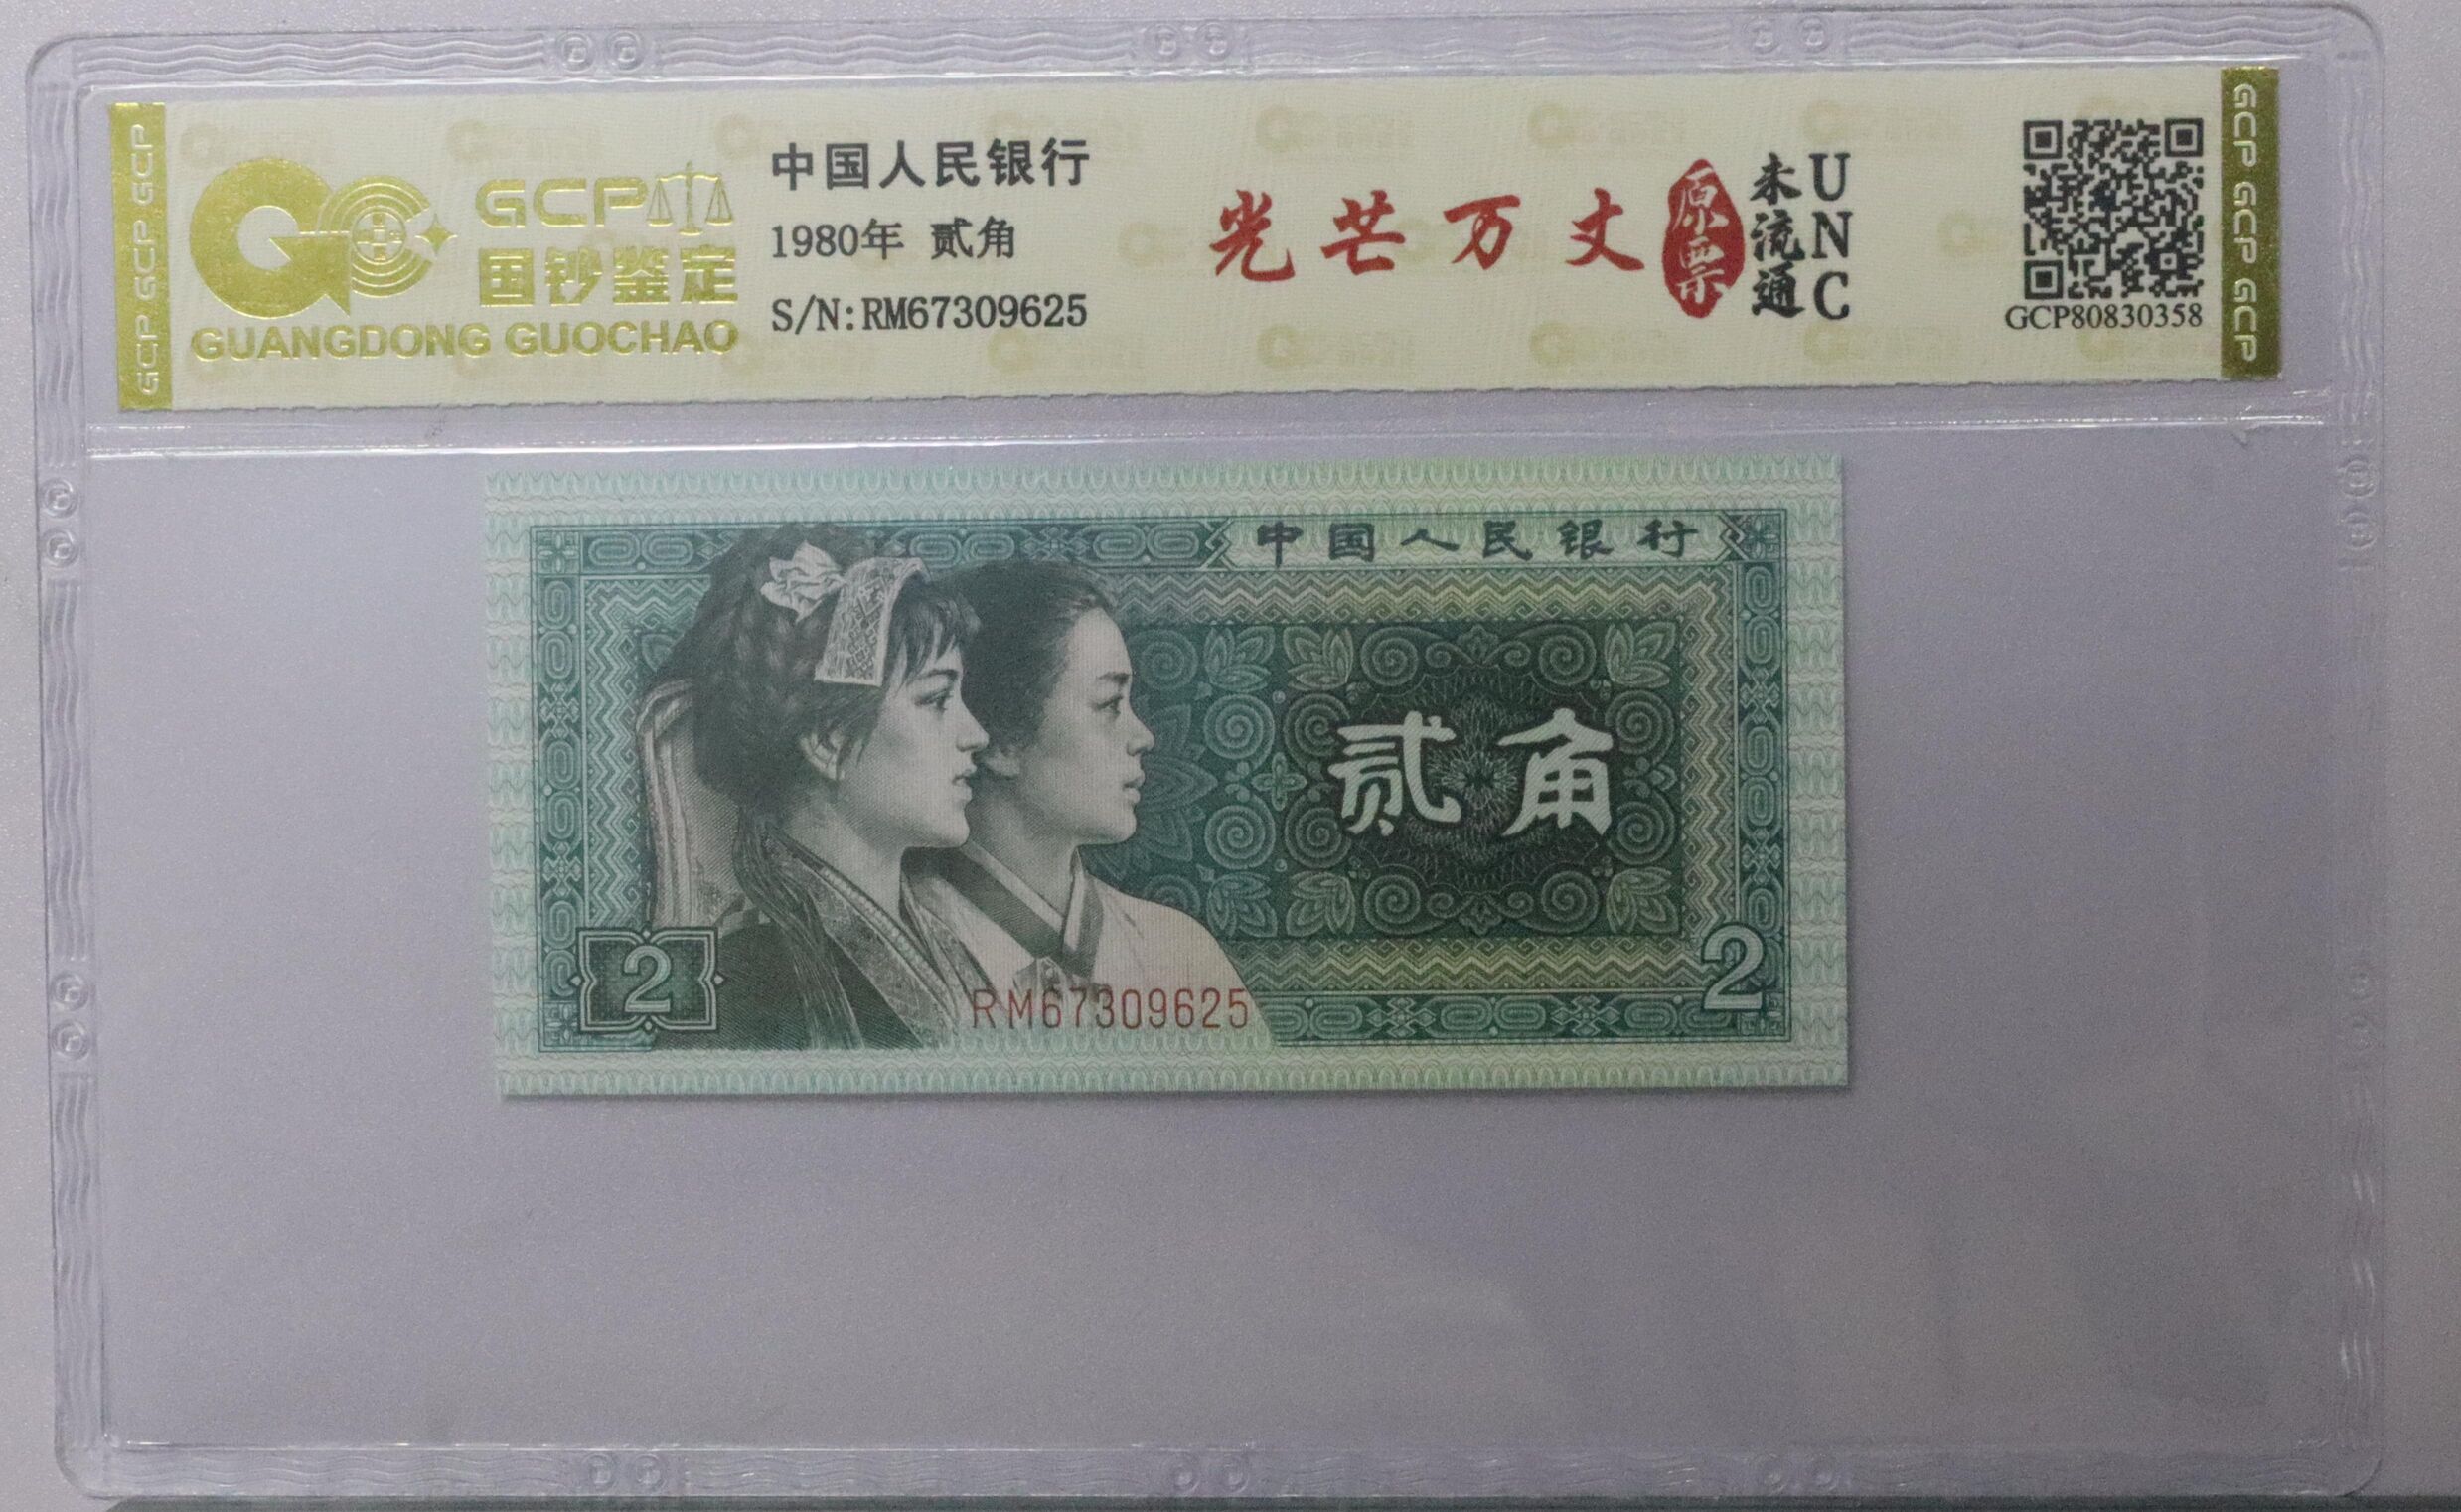 GCP GCP GCP
GCP
国钞鉴定
GUANGDONG GUOCHAO
中国人民银行
1980年 贰角
S/N:RM67309625
光芒万丈
原票
未流通
UNC
GCP80830358
GCP GCP GCP
中国人民银行
贰角
2
2
RM67309625